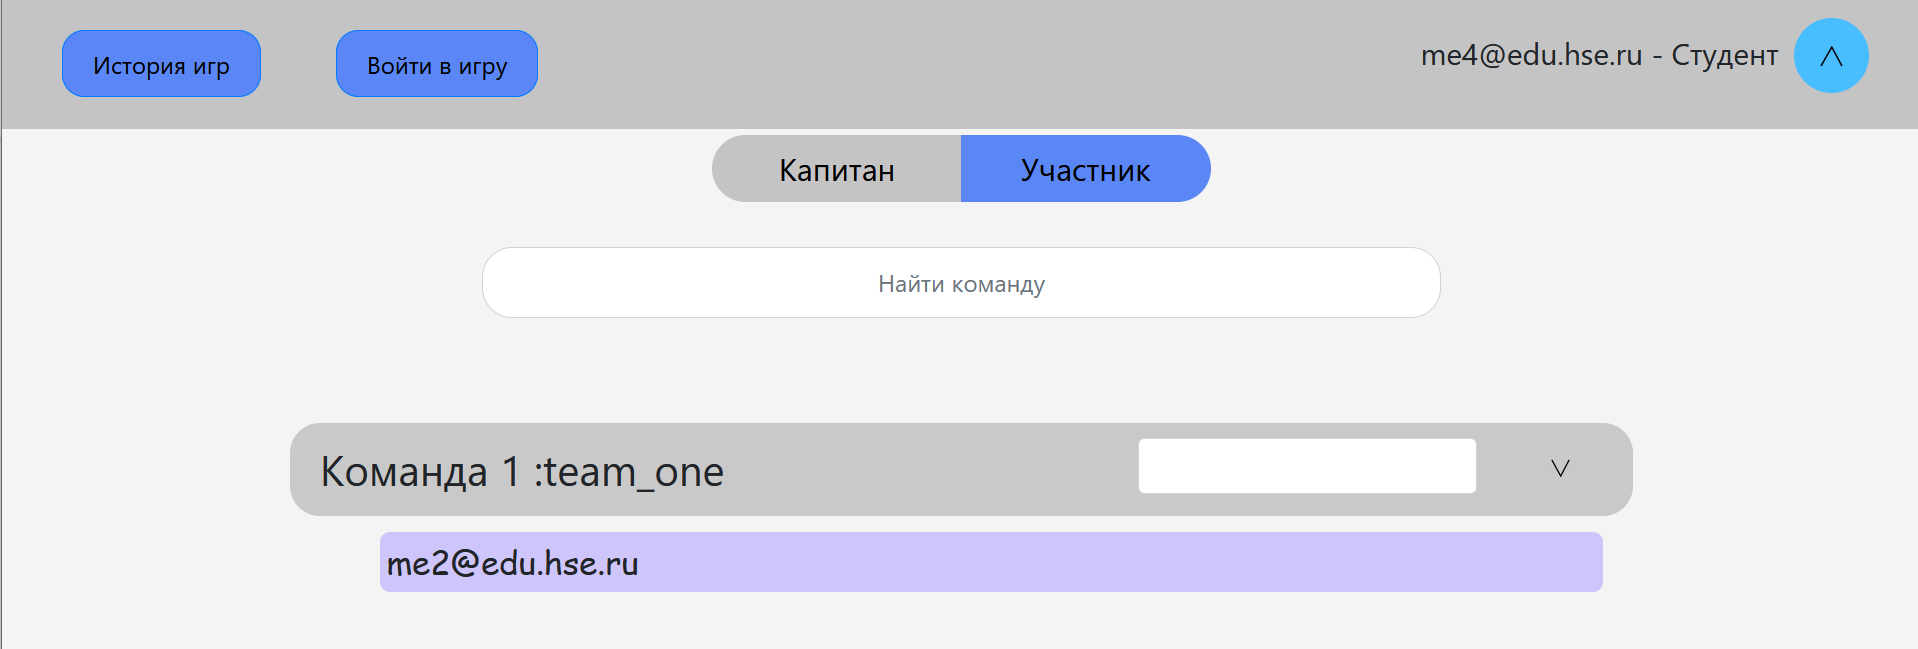 История игр
Войти в игру
me4@edu.hse.ru - Студент
Капитан
Участник
Найти команду
Команда 1 :team_one
me2@edu.hse.ru